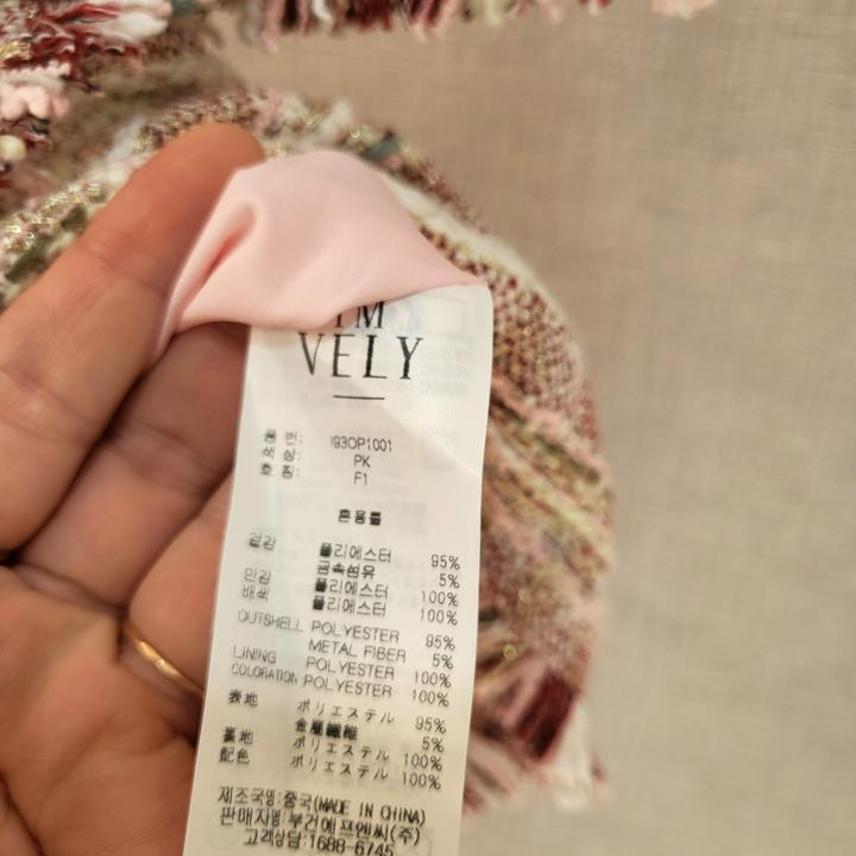 I'M
VELY
품 번: I93OP1001
색 상: PK
호 칭: F1
혼용률
겉감 폴리에스터 95%
금속섬유 5%
안감 폴리에스터 100%
배색 폴리에스터 100%
OUTSHELL POLYESTER 95%
METAL FIBER 5%
LINING POLYESTER 100%
COLORATION POLYESTER 100%
表地 ポリエステル 95%
金属繊維 5%
裏地 ポリエステル 100%
配色 ポリエステル 100%
제조국명:중국(MADE IN CHINA)
판매자명:부건에프엔씨(주)
고객상담:1688-6745